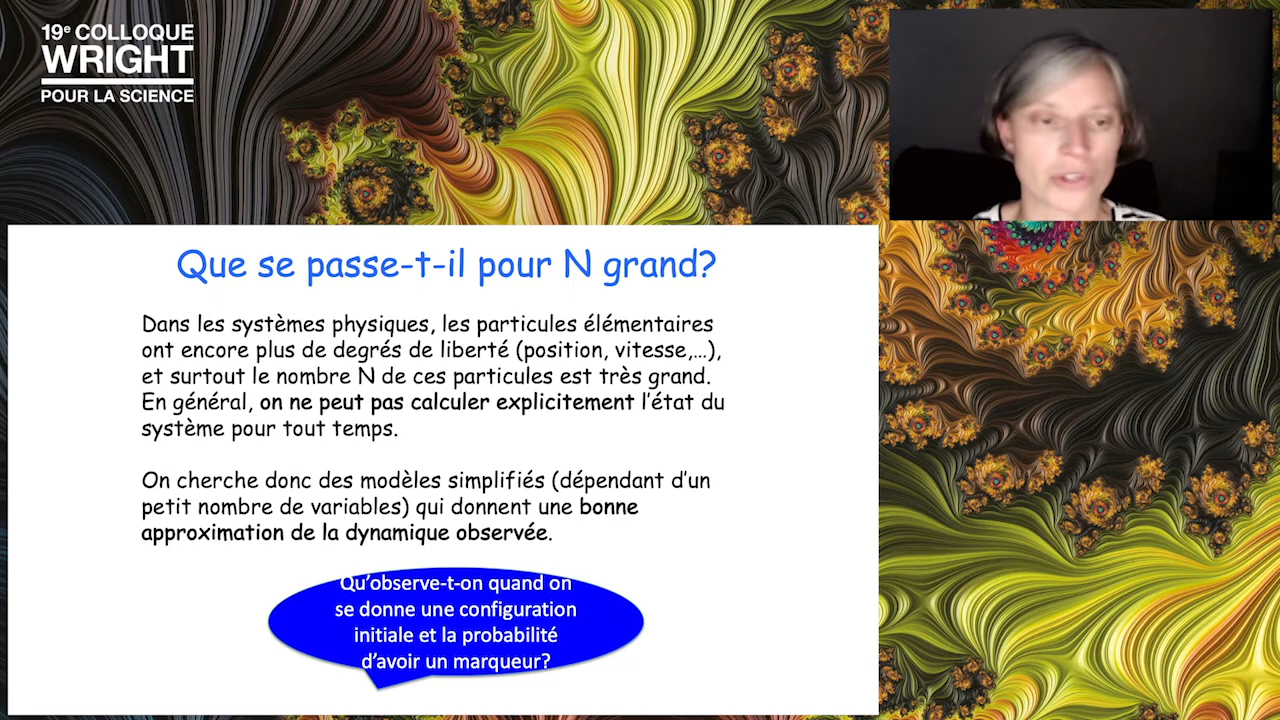 19e COLLOQUE
WRIGHT
POUR LA SCIENCE
Que se passe-t-il pour N grand?
Dans les systèmes physiques, les particules élémentaires
ont encore plus de degrés de liberté (position, vitesse,…),
et surtout le nombre N de ces particules est très grand.
En général, on ne peut pas calculer explicitement l’état du
système pour tout temps.
On cherche donc des modèles simplifiés (dépendant d’un
petit nombre de variables) qui donnent une bonne
approximation de la dynamique observée.
Qu’observe-t-on quand on
se donne une configuration
initiale et la probabilité
d’avoir un marqueur?